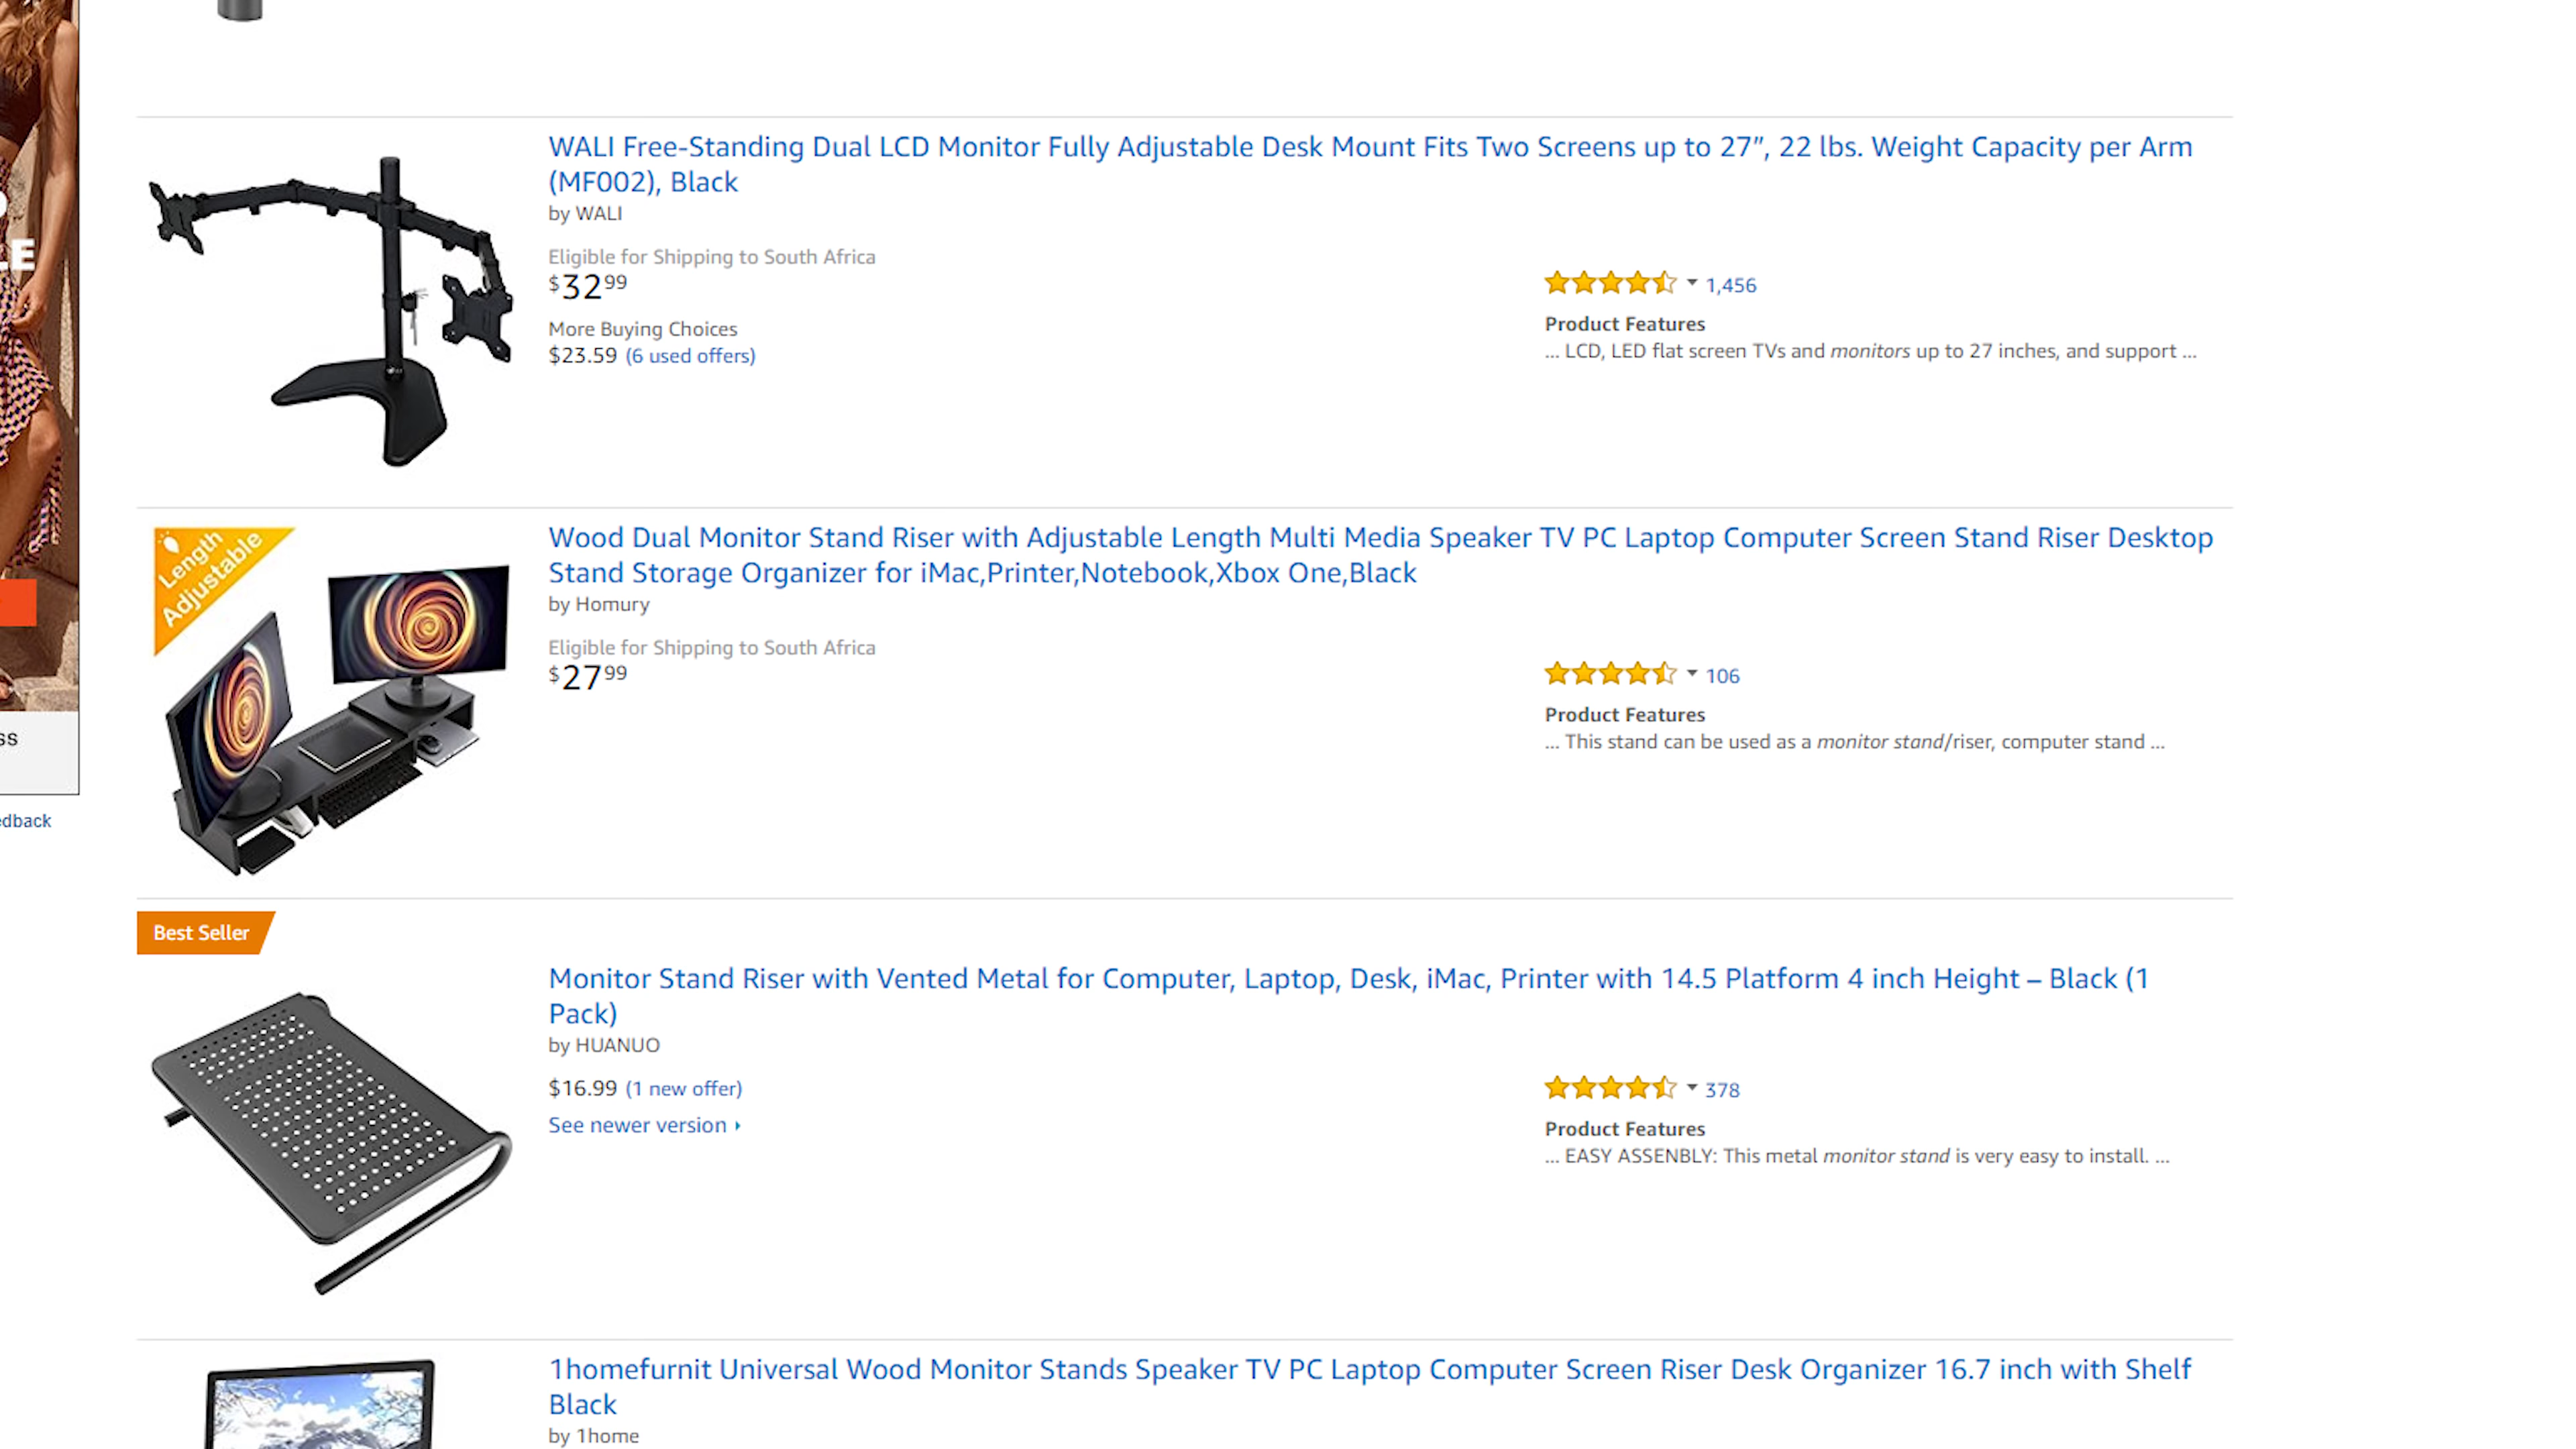 WALI Free-Standing Dual LCD Monitor Fully Adjustable Desk Mount Fits Two Screens up to 27”, 22 lbs. Weight Capacity per Arm
(MF002), Black
by WALI
Eligible for Shipping to South Africa
$32 99
More Buying Choices
$23.59 (6 used offers)
1,456
Product Features
... LCD, LED flat screen TVs and monitors up to 27 inches, and support ...
LE
Length
Adjustable
Wood Dual Monitor Stand Riser with Adjustable Length Multi Media Speaker TV PC Laptop Computer Screen Stand Riser Desktop
Stand Storage Organizer for iMac,Printer,Notebook,Xbox One,Black
by Homury
Eligible for Shipping to South Africa
$27 99
106
Product Features
... This stand can be used as a monitor stand/riser, computer stand ...
ss
edback
Best Seller
Monitor Stand Riser with Vented Metal for Computer, Laptop, Desk, iMac, Printer with 14.5 Platform 4 inch Height – Black (1
Pack)
by HUANUO
$16.99 (1 new offer)
See newer version
378
Product Features
... EASY ASSENBLY: This metal monitor stand is very easy to install. ...
1homefurnit Universal Wood Monitor Stands Speaker TV PC Laptop Computer Screen Riser Desk Organizer 16.7 inch with Shelf
Black
by 1home